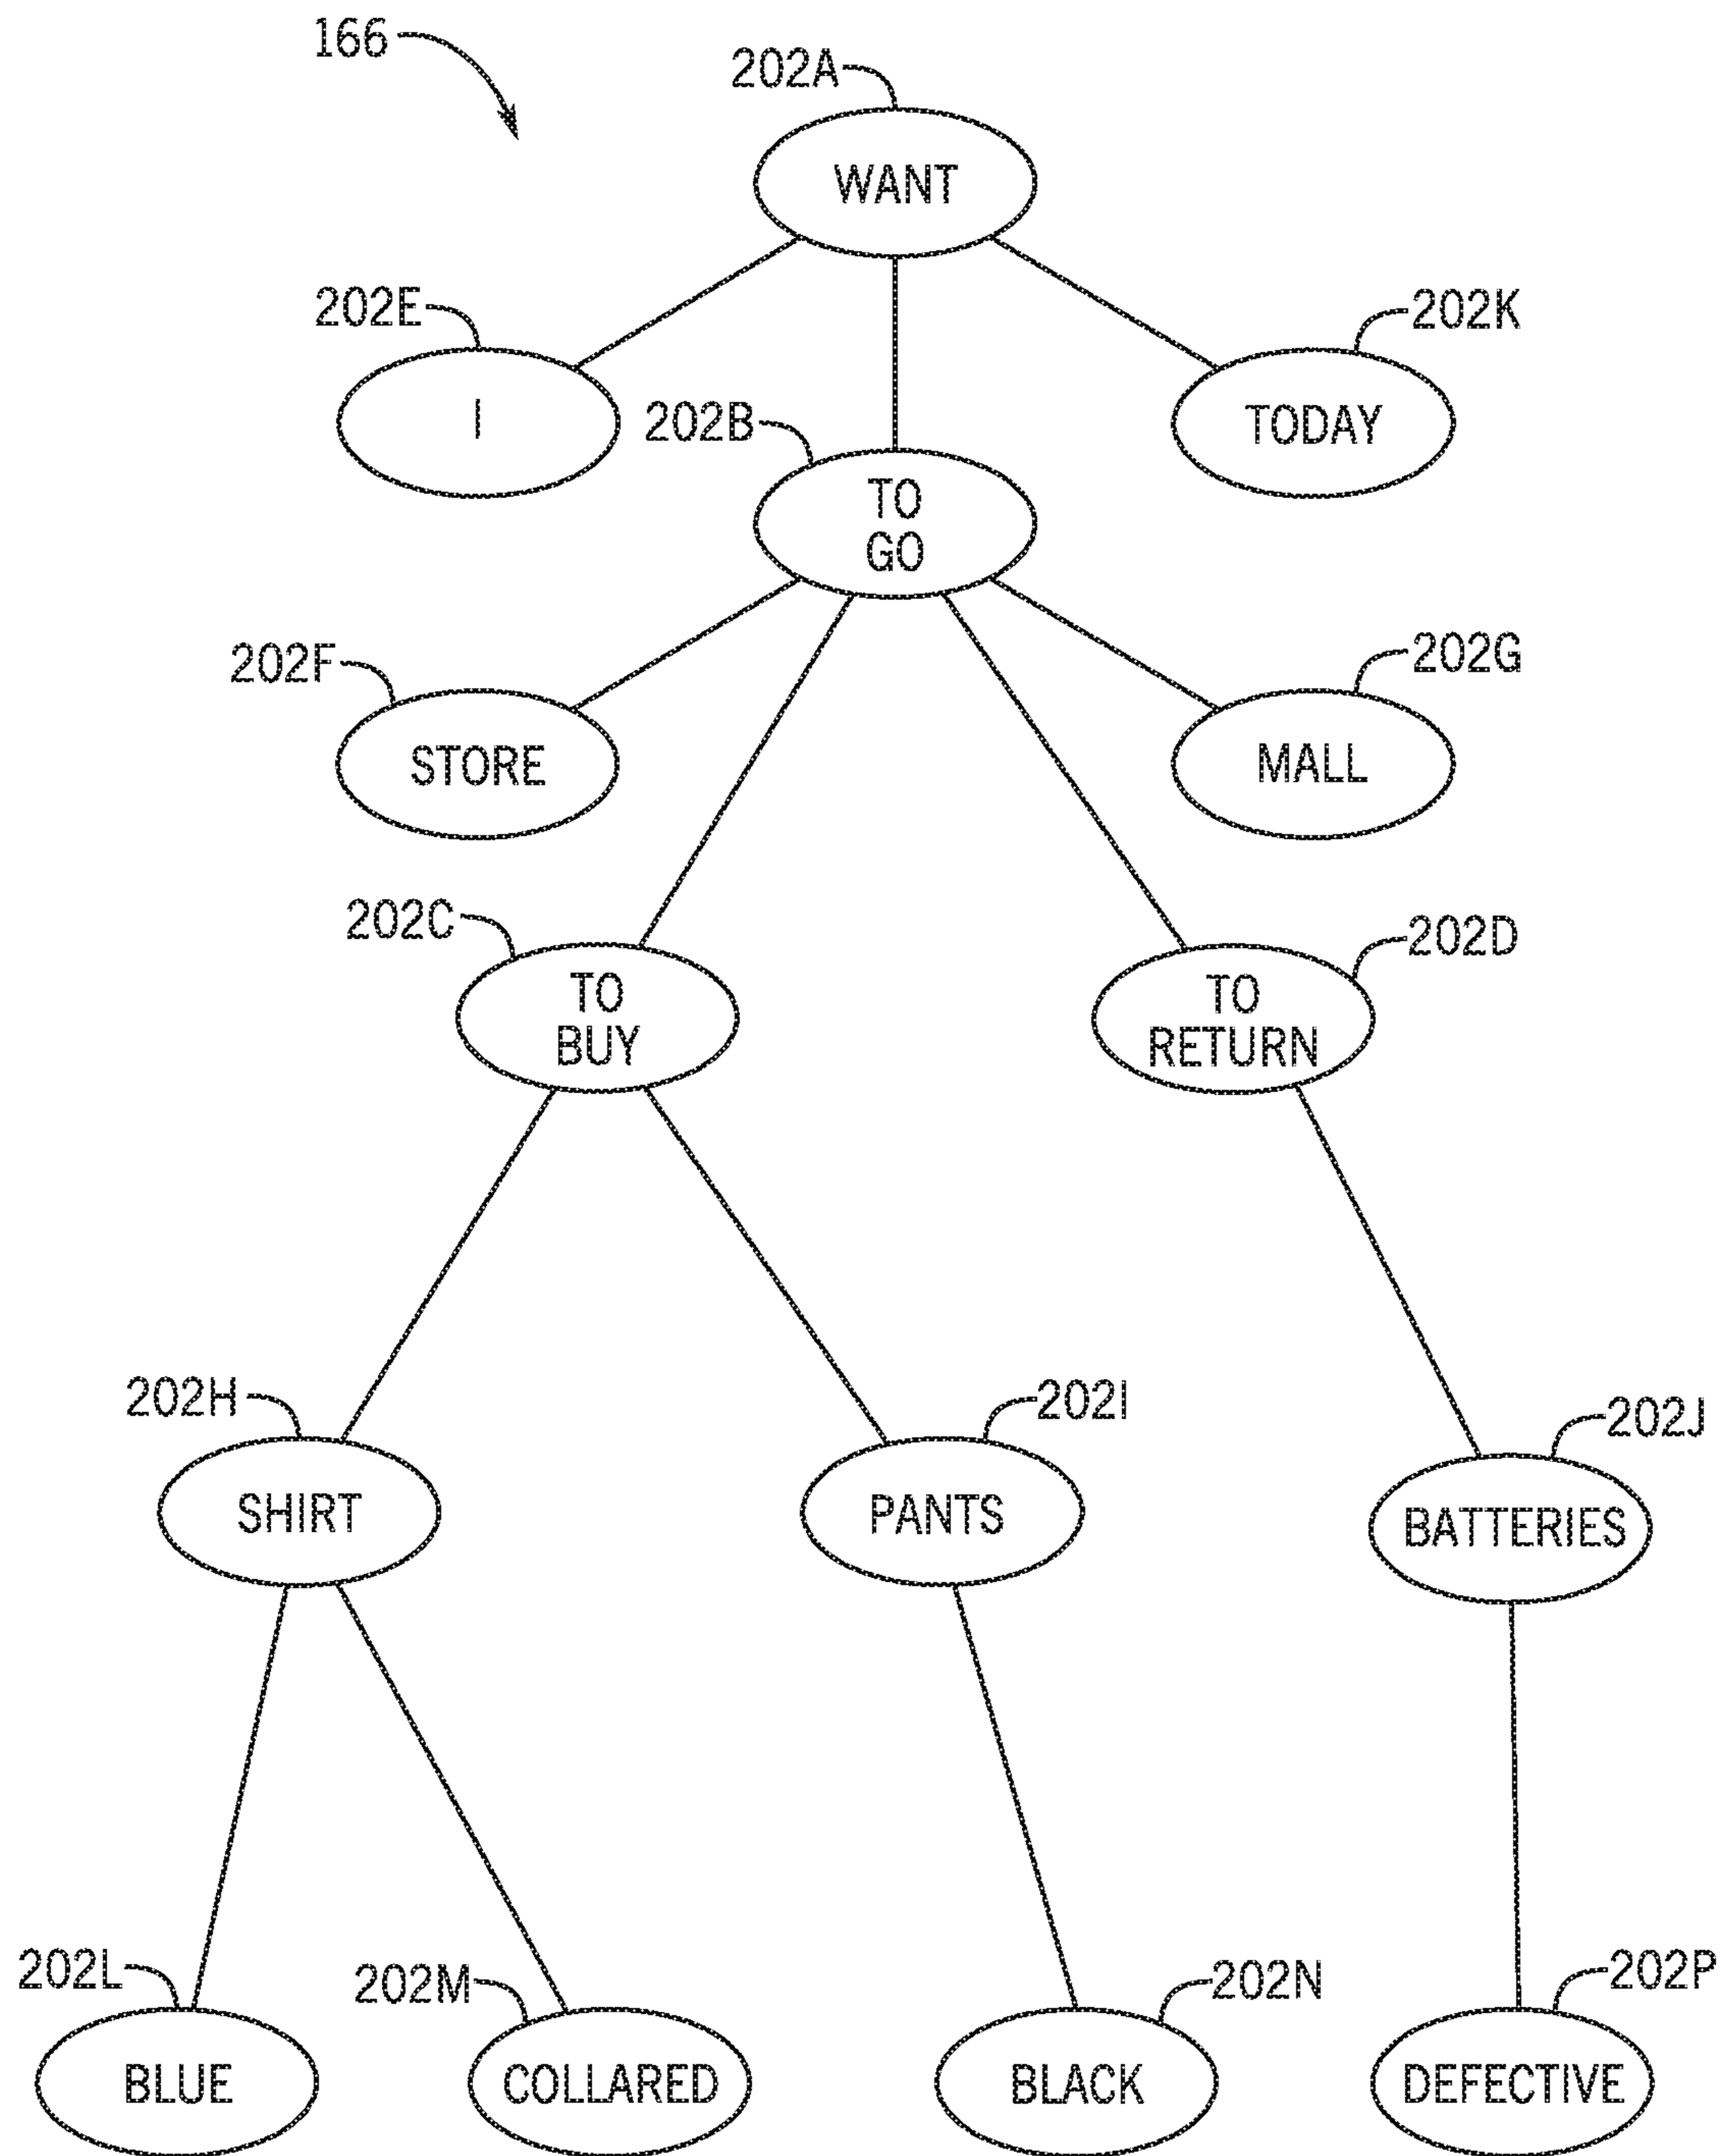 166
202A
WANT
202E
202K
I
202B
TODAY
TO
GO
202F
202G
STORE
MALL
202C
202D
TO
BUY
TO
RETURN
202H
202I
202J
SHIRT
PANTS
BATTERIES
202L
202M
202N
202P
BLUE
COLLARED
BLACK
DEFECTIVE